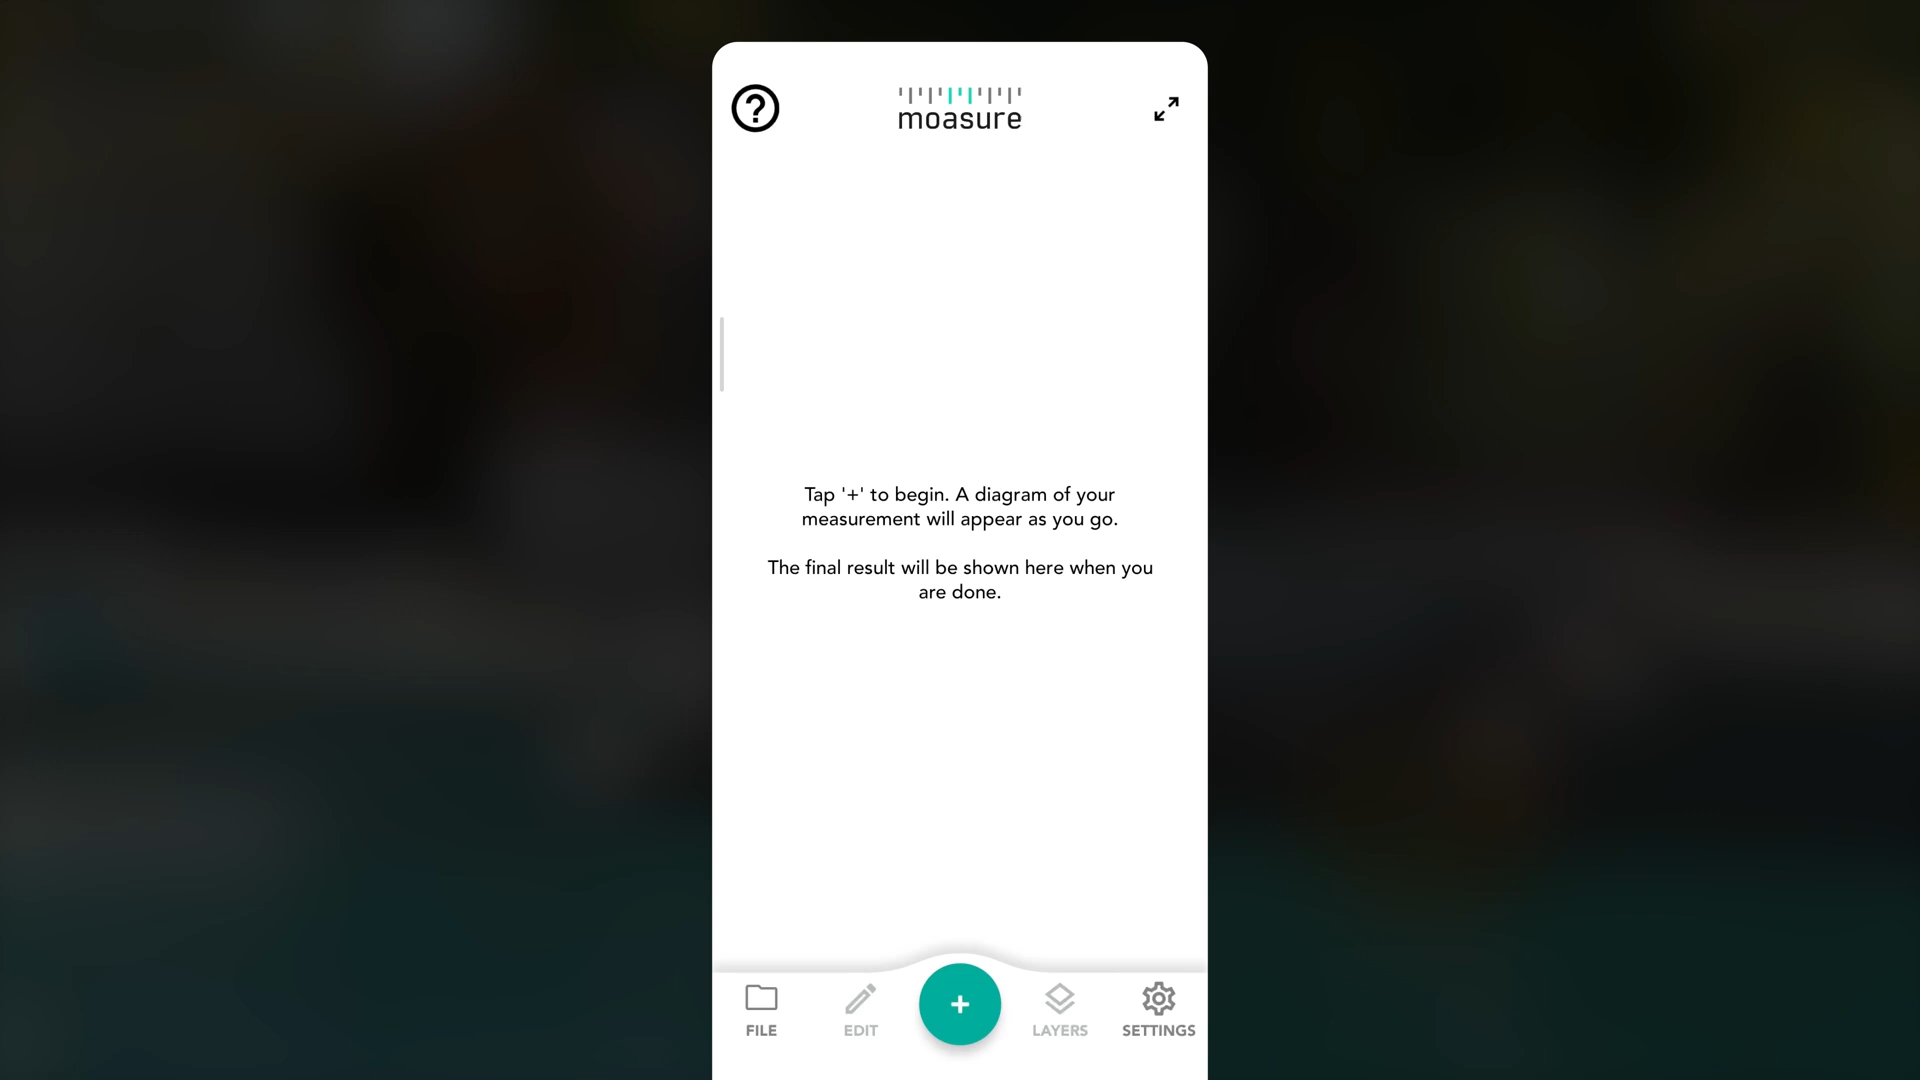 moasure
Tap '+' to begin. A diagram of your
measurement will appear as you go.
The final result will be shown here when you
are done.
FILE
EDIT
+
LAYERS
SETTINGS